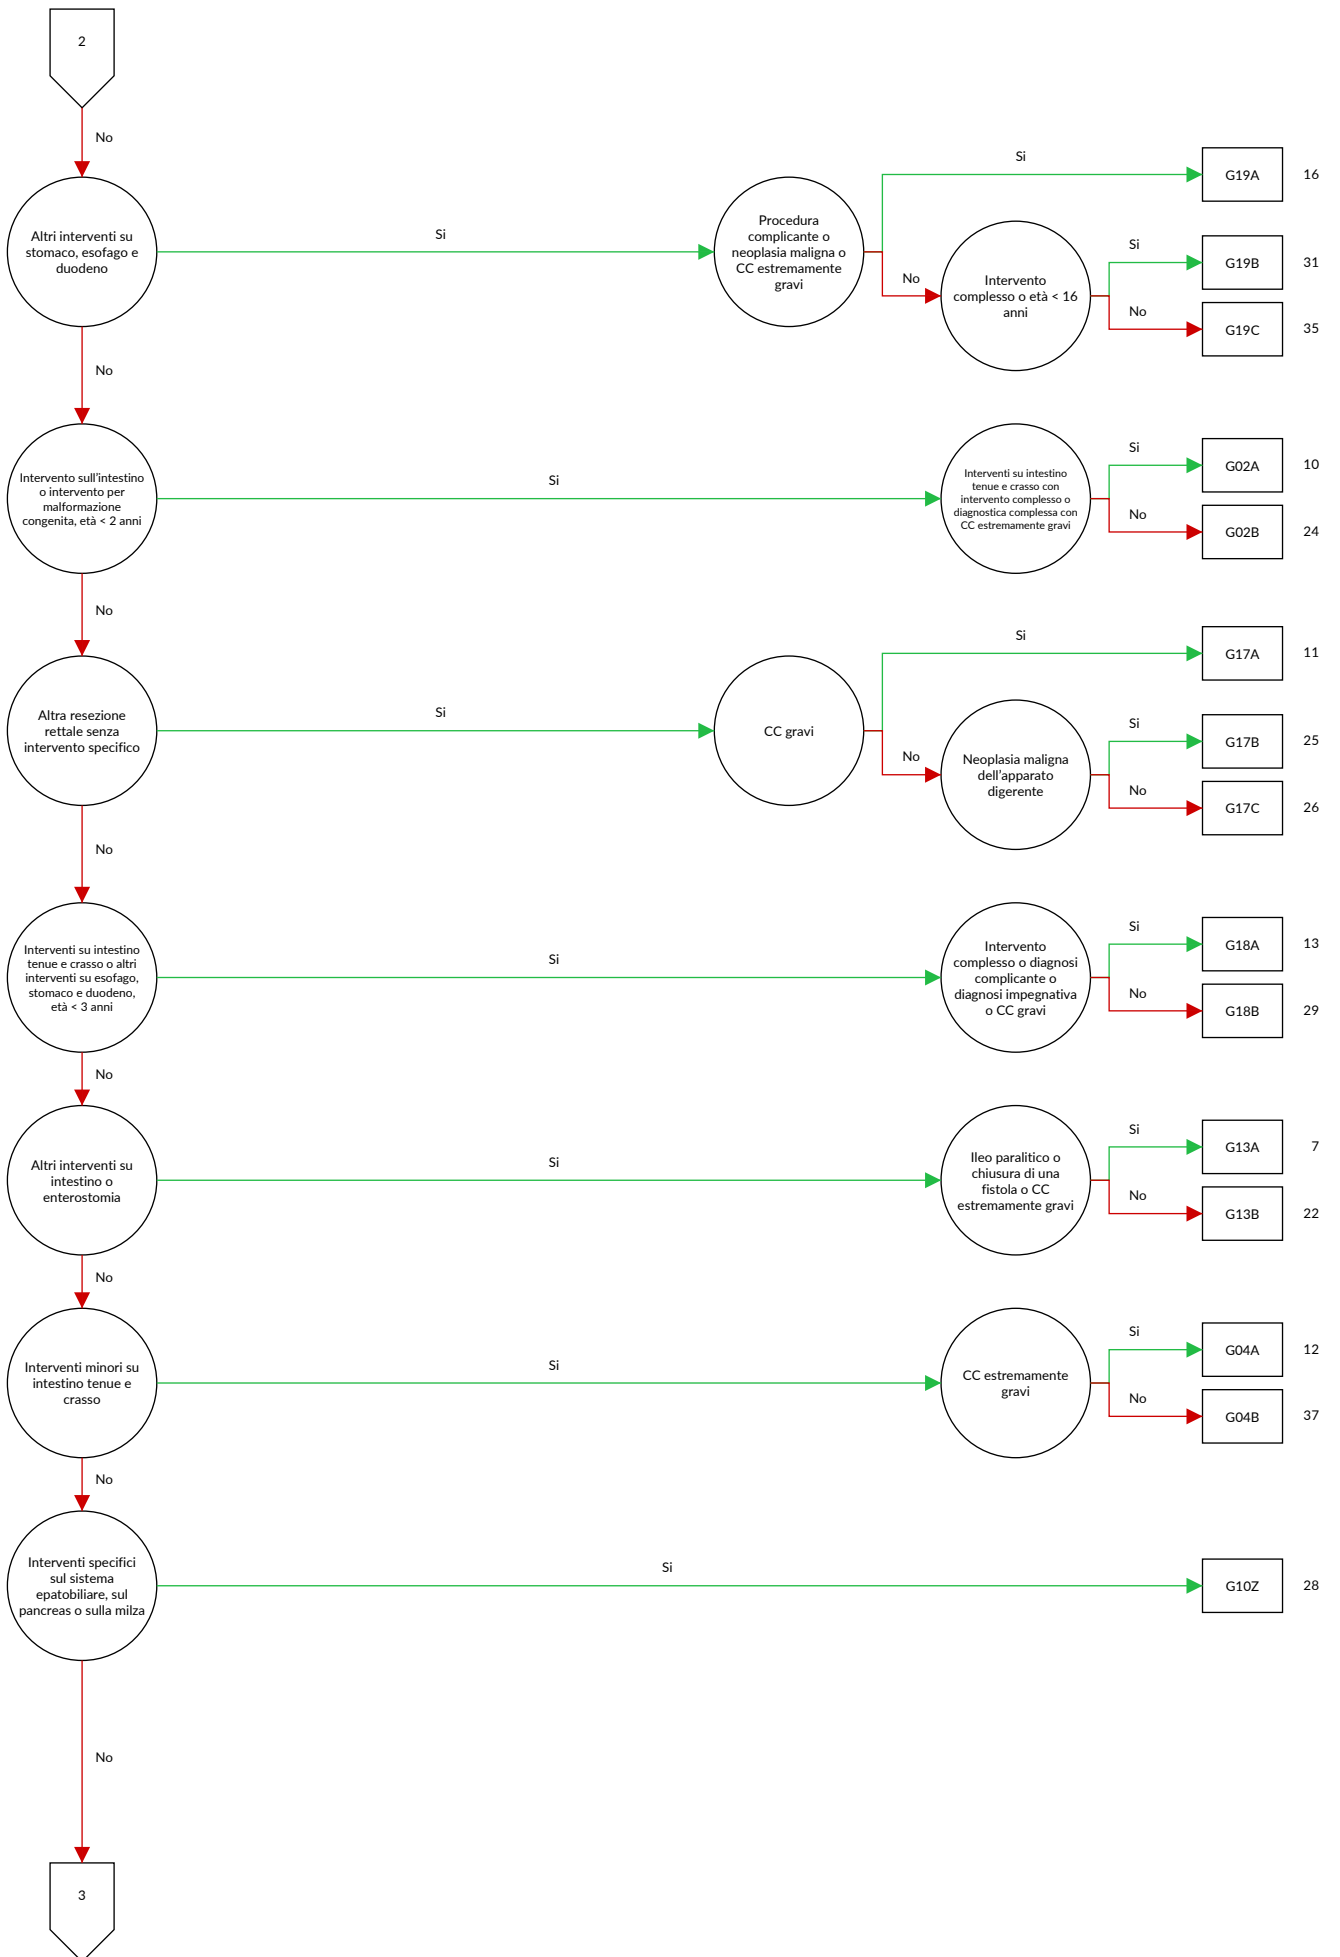 2
No
Altri interventi su
stomaco, esofago e
duodeno
Si
Procedura
complicante o
neoplasia maligna o
CC estremamente
gravi
Si
G19A
16
No
Intervento
complesso o età < 16
anni
Si
G19B
31
No
G19C
35
No
Intervento sull'intestino
o intervento per
malformazione
congenita, età < 2 anni
Si
Interventi su intestino
tenue e crasso con
intervento complesso o
diagnostica complessa con
CC estremamente gravi
Si
G02A
10
No
G02B
24
No
Altra resezione
rettale senza
intervento specifico
Si
CC gravi
Si
G17A
11
No
Neoplasia maligna
dell'apparato
digerente
Si
G17B
25
No
G17C
26
No
Interventi su intestino
tenue e crasso o altri
interventi su esofago,
stomaco e duodeno,
età < 3 anni
Si
Intervento
complesso o diagnosi
complicante o
diagnosi impegnativa
o CC gravi
Si
G18A
13
No
G18B
29
No
Altri interventi su
intestino o
enterostomia
Si
Ileo paralitico o
chiusura di una
fistola o CC
estremamente gravi
Si
G13A
7
No
G13B
22
No
Interventi minori su
intestino tenue e
crasso
Si
CC estremamente
gravi
Si
G04A
12
No
G04B
37
No
Interventi specifici
sul sistema
epatobiliare, sul
pancreas o sulla milza
Si
G10Z
28
No
3